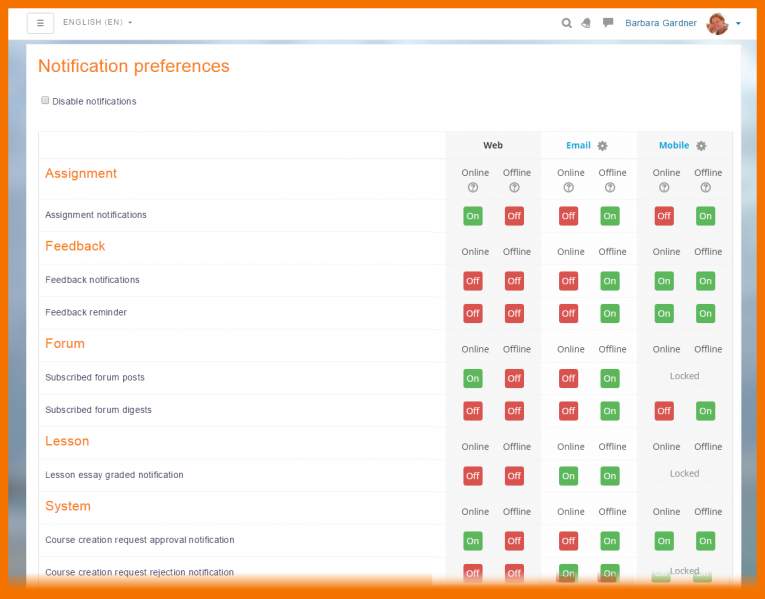 ENGLISH (EN)
Barbara Gardner
Notification preferences
Disable notifications
Web Email Mobile
Assignment Online Offline Online Offline Online Offline
Assignment notifications On Off Off On Off On
Feedback Online Offline Online Offline Online Offline
Feedback notifications Off Off Off On On On
Feedback reminder Off Off Off On On On
Forum Online Offline Online Offline Online Offline
Subscribed forum posts On Off Off On Locked
Subscribed forum digests Off Off Off On Off On
Lesson Online Offline Online Offline Online Offline
Lesson essay graded notification Off Off On On Locked
System Online Offline Online Offline Online Offline
Course creation request approval notification On Off Off On On On
Course creation request rejection notification Off Off On On On Locked On